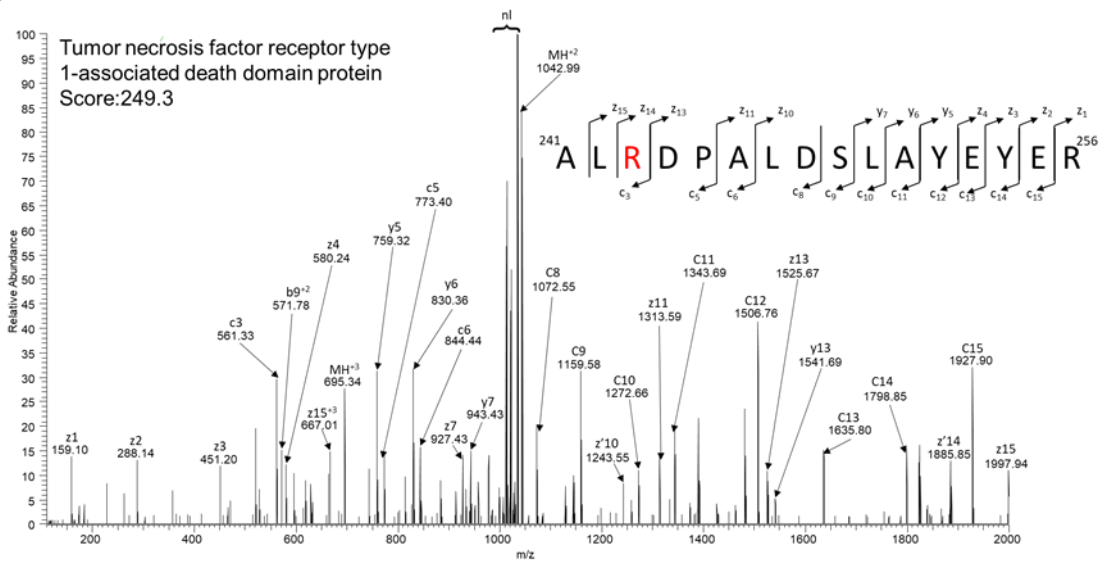 nl
Tumor necrosis factor receptor type
1-associated death domain protein
Score:249.3
MH+2
1042.99
z15 z14 z13 z11 z10 y7 y6 y5 z4 z3 z2 z1
241 A L R D P A L D S L A Y E Y E R 256
c3 c5 c6 c8 c9 c10 c11 c12 c13 c14 c15
c5
773.40
y5
759.32
z4
580.24
b9+2
571.78
c3
561.33
y6
830.36
c6
844.44
MH+3
695.34
z15+3
667.01
z7
927.43
y7
943.43
C8
1072.55
C9
1159.58
C10
1272.66
z'10
1243.55
z11
1313.59
C11
1343.69
C12
1506.76
z13
1525.67
y13
1541.69
C13
1635.80
C14
1798.85
z'14
1885.85
C15
1927.90
z15
1997.94
z1
159.10
z2
288.14
z3
451.20
Relative Abundance
100
95
90
85
80
75
70
65
60
55
50
45
40
35
30
25
20
15
10
5
0
200 400 600 800 1000 1200 1400 1600 1800 2000
m/z